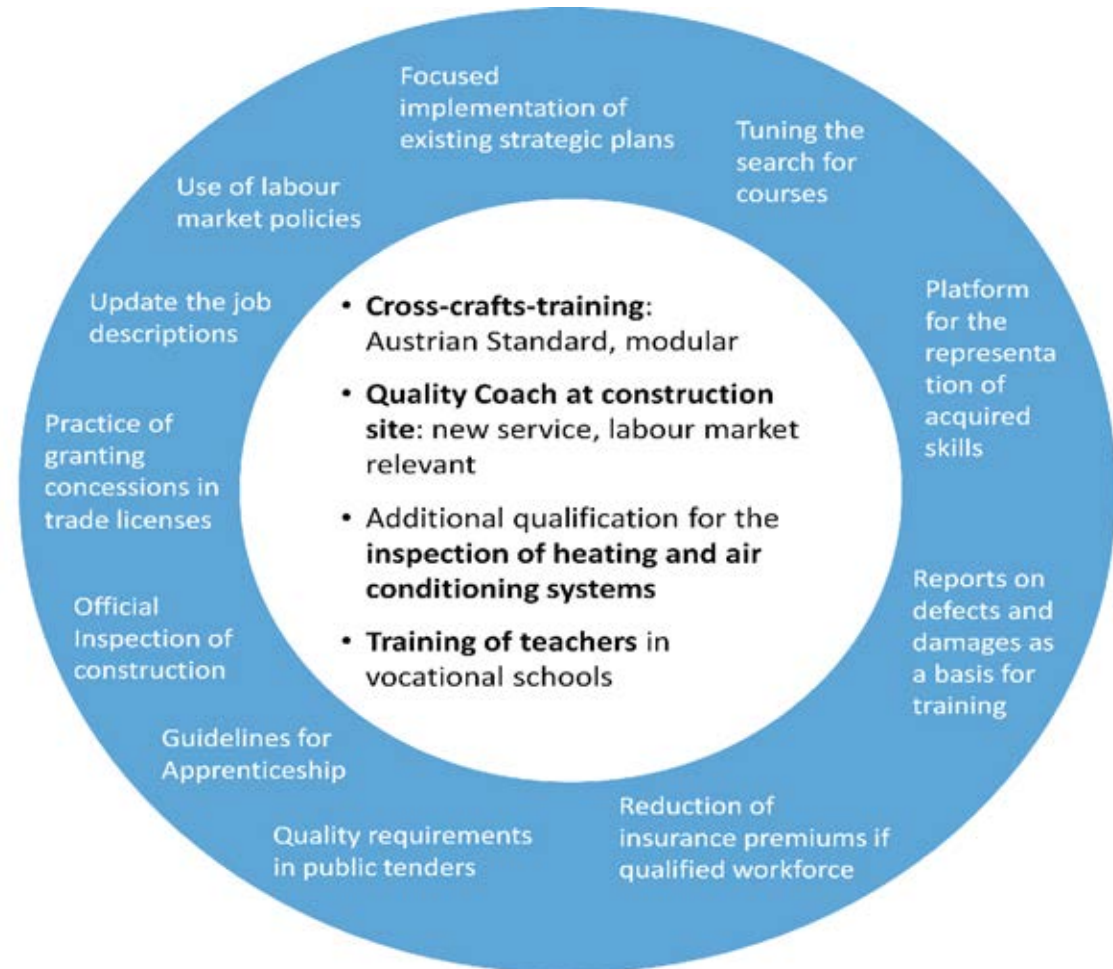 Focused
implementation of
existing strategic plans
Tuning the
search for
courses
Platform
for the
representa
tion of
acquired
skills
Reports on
defects and
damages as
a basis for
training
Reduction of
insurance premiums if
qualified workforce
Quality requirements
in public tenders
Guidelines for
Apprenticeship
Official
Inspection of
construction
Practice of
granting
concessions in
trade licenses
Update the job
descriptions
Use of labour
market policies
• Cross-crafts-training:
Austrian Standard, modular
• Quality Coach at construction
site: new service, labour market
relevant
• Additional qualification for the
inspection of heating and air
conditioning systems
• Training of teachers in
vocational schools